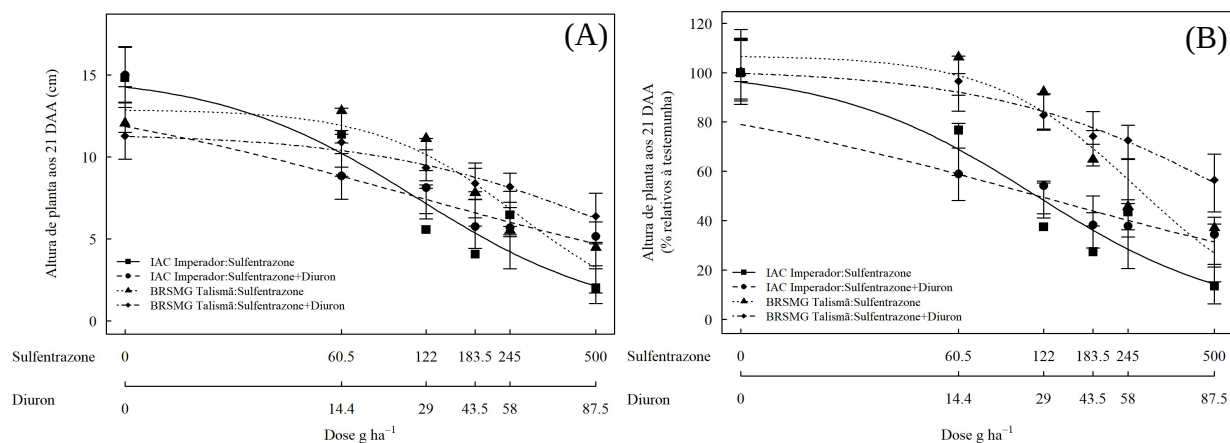 (A)
Altura de planta aos 21 DAA (cm)
15
10
5
0
IAC Imperador:Sulfentrazone
IAC Imperador:Sulfentrazone+Diuron
BRSMG Talismã:Sulfentrazone
BRSMG Talismã:Sulfentrazone+Diuron
Sulfentrazone 0 60.5 122 183.5 245 500
Diuron 0 14.4 29 43.5 58 87.5
Dose g ha⁻¹
(B)
Altura de planta aos 21 DAA
(% relativos à testemunha)
120
100
80
60
40
20
0
IAC Imperador:Sulfentrazone
IAC Imperador:Sulfentrazone+Diuron
BRSMG Talismã:Sulfentrazone
BRSMG Talismã:Sulfentrazone+Diuron
Sulfentrazone 0 60.5 122 183.5 245 500
Diuron 0 14.4 29 43.5 58 87.5
Dose g ha⁻¹